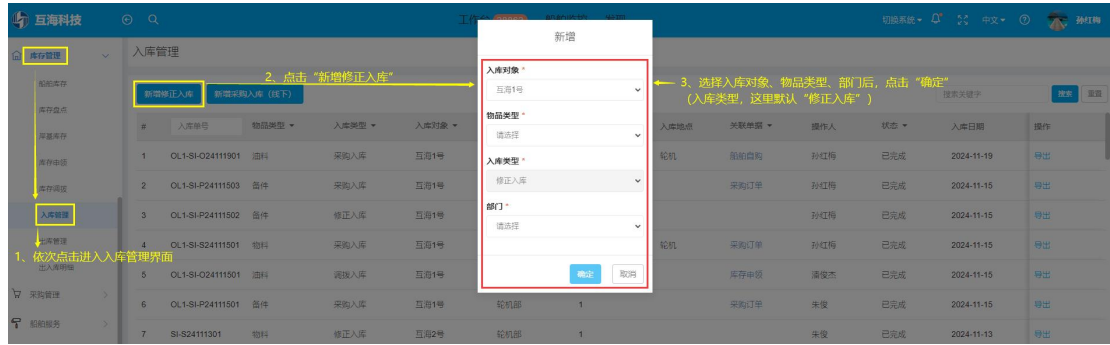 互海科技
工作台
切换系统
中文
孙红梅
库存管理
船舶库存
库存盘点
岸基库存
库存申领
库存调拨
入库管理
出库管理
出入库明细
采购管理
船舶服务
1、依次点击进入入库管理界面
入库管理
新增修正入库 新增采购入库（线下）
2、点击“新增修正入库”
搜索关键字 搜索 重置
# 入库单号 物品类型 入库类型 入库对象 入库地点 关联单据 操作人 状态 入库日期 操作
1 OL1-SI-O24111901 油料 采购入库 互海1号 轮机 船舶自购 孙红梅 已完成 2024-11-19 导出
2 OL1-SI-P24111503 备件 采购入库 互海1号 采购订单 孙红梅 已完成 2024-11-15 导出
3 OL1-SI-P24111502 备件 修正入库 互海1号 孙红梅 已完成 2024-11-15 导出
4 OL1-SI-S24111501 物料 采购入库 互海1号 轮机 采购订单 孙红梅 已完成 2024-11-15 导出
5 OL1-SI-O24111501 油料 调拨入库 互海1号 库存申领 潘俊杰 已完成 2024-11-15 导出
6 OL1-SI-P24111501 备件 采购入库 互海1号 轮机部 1 采购订单 朱俊 已完成 2024-11-15 导出
7 SI-S24111301 物料 修正入库 互海2号 轮机部 1 朱俊 已完成 2024-11-13 导出
新增
入库对象 *
互海1号
物品类型 *
请选择
入库类型 *
修正入库
部门 *
请选择
确定 取消
3、选择入库对象、物品类型、部门后，点击“确定”
（入库类型，这里默认“修正入库”）